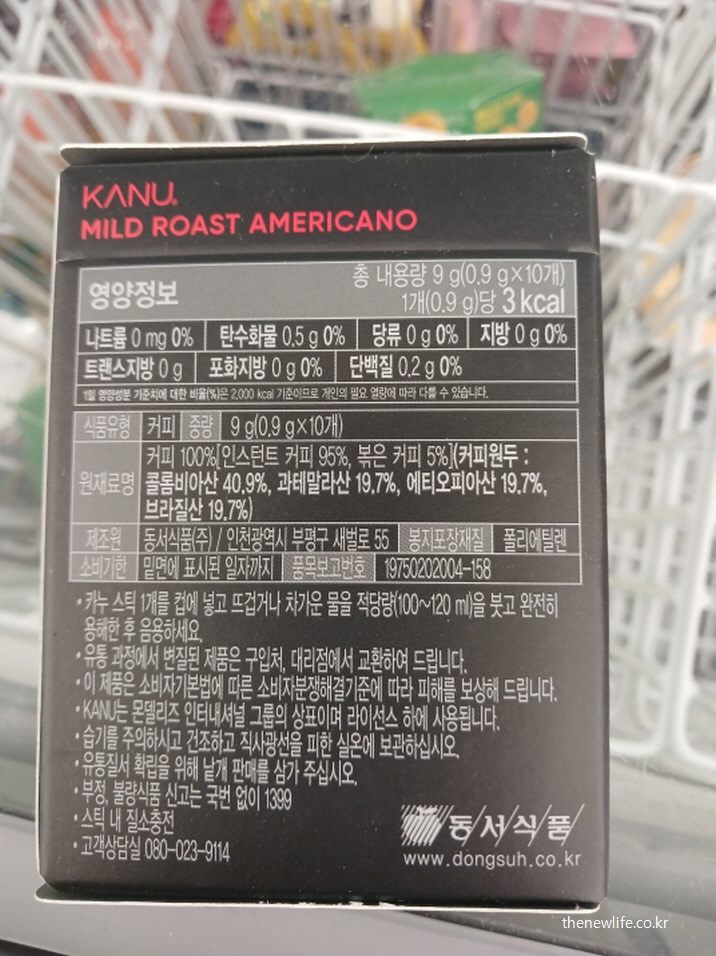 KANU.
MILD ROAST AMERICANO
영양정보
총 내용량 9 g(0.9 g×10개)
1개(0.9 g)당 3 kcal
나트륨 0 mg 0% 탄수화물 0.5 g 0% 당류 0 g 0% 지방 0 g 0%
트랜스지방 0 g 포화지방 0 g 0% 단백질 0.2 g 0%
1일 영양성분 기준치에 대한 비율(%)은 2,000 kcal 기준이므로 개인의 필요 열량에 따라 다를 수 있습니다.
식품유형 커피 중량 9 g(0.9 g×10개)
원재료명 커피 100%[인스턴트 커피 95%, 볶은 커피 5%](커피원두 :
콜롬비아산 40.9%, 과테말라산 19.7%, 에티오피아산 19.7%,
브라질산 19.7%)
제조원 동서식품(주) / 인천광역시 부평구 새벌로 55 봉지포장재질 폴리에틸렌
소비기한 밑면에 표시된 일자까지 품목보고번호 19750202004-158
• 카누 스틱 1개를 컵에 넣고 뜨겁거나 차가운 물을 적당량(100~120 ml)을 붓고 완전히
용해한 후 음용하세요.
• 유통 과정에서 변질된 제품은 구입처, 대리점에서 교환하여 드립니다.
• 이 제품은 소비자기본법에 따른 소비자분쟁해결기준에 따라 피해를 보상해 드립니다.
• KANU는 몬델리즈 인터내셔널 그룹의 상표이며 라이선스 하에 사용됩니다.
• 습기를 주의하시고 건조하고 직사광선을 피한 실온에 보관하십시오.
• 유통질서 확립을 위해 낱개 판매를 삼가 주십시오.
• 부정, 불량식품 신고는 국번 없이 1399
• 스틱 내 질소충전
• 고객상담실 080-023-9114
동서식품
www.dongsuh.co.kr
thenewlife.co.kr